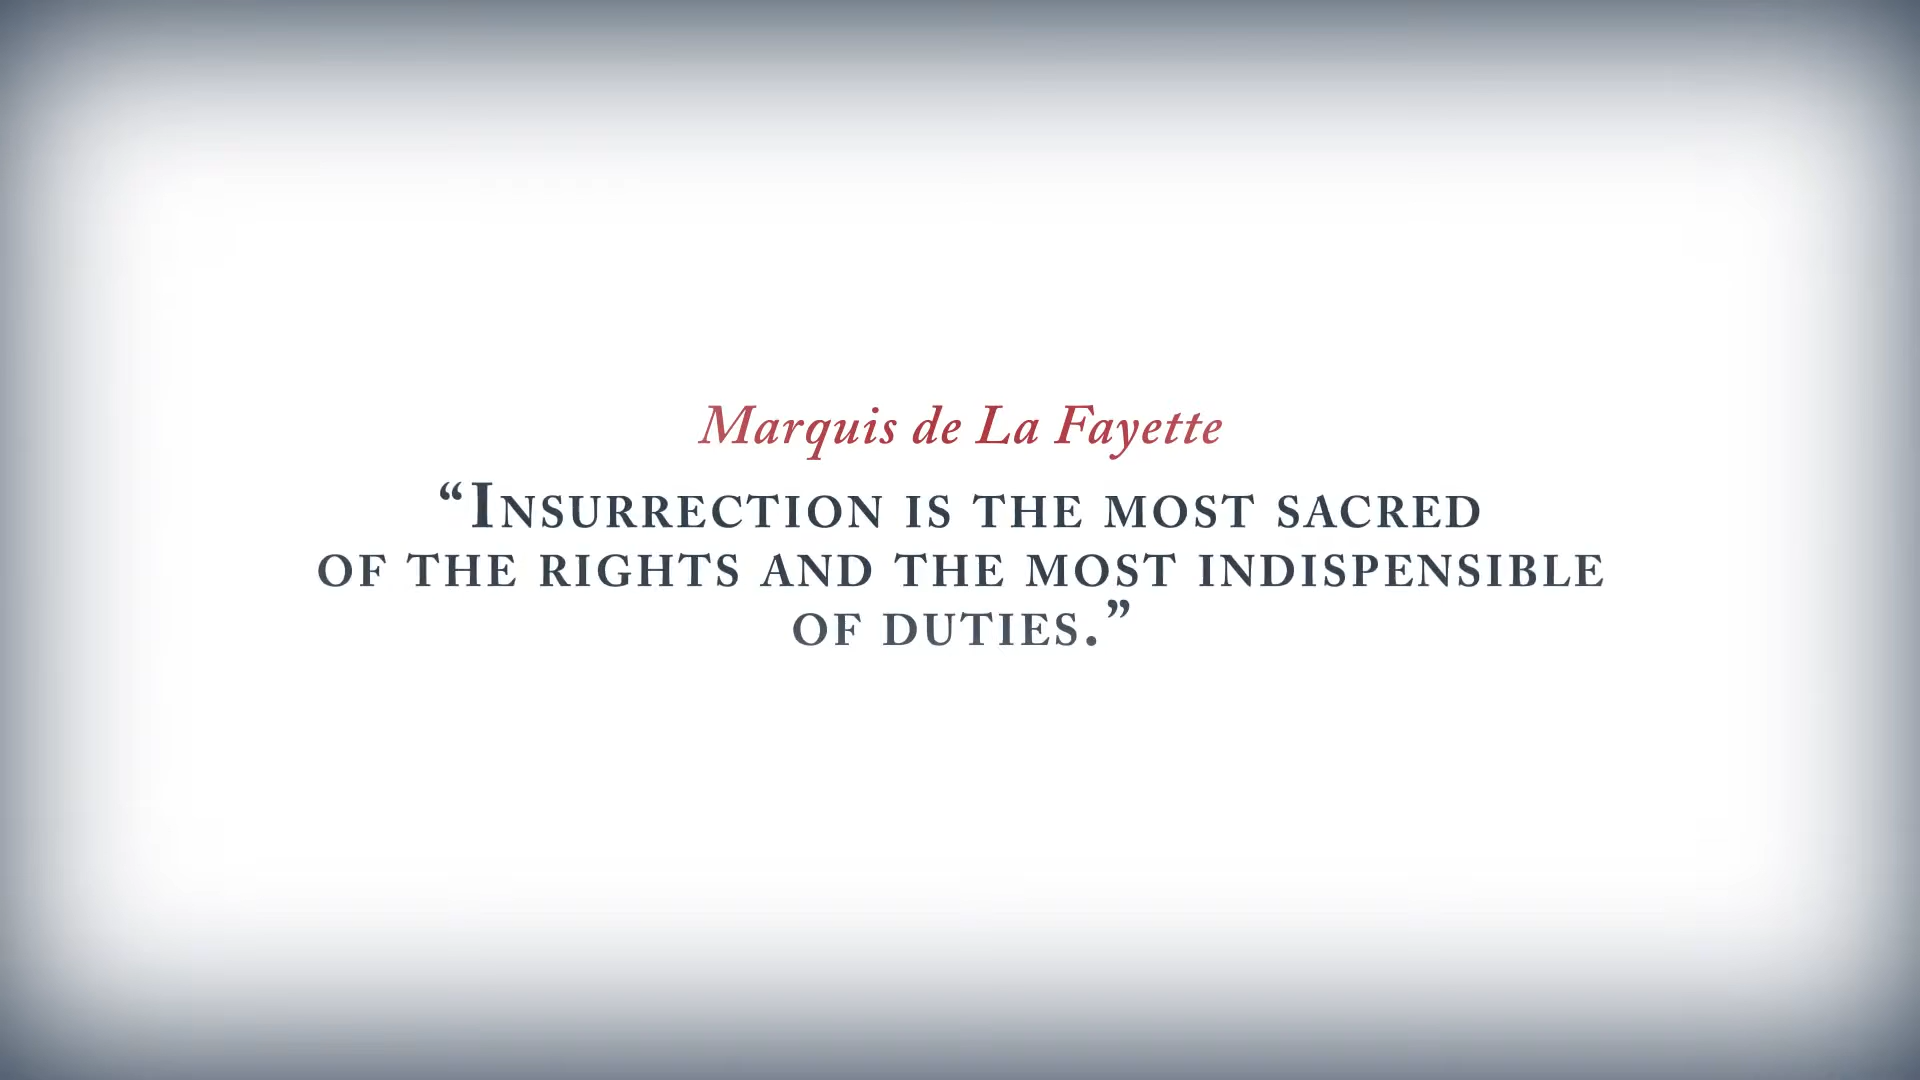 Marquis de La Fayette
“Insurrection is the most sacred
of the rights and the most indispensible
of duties.”